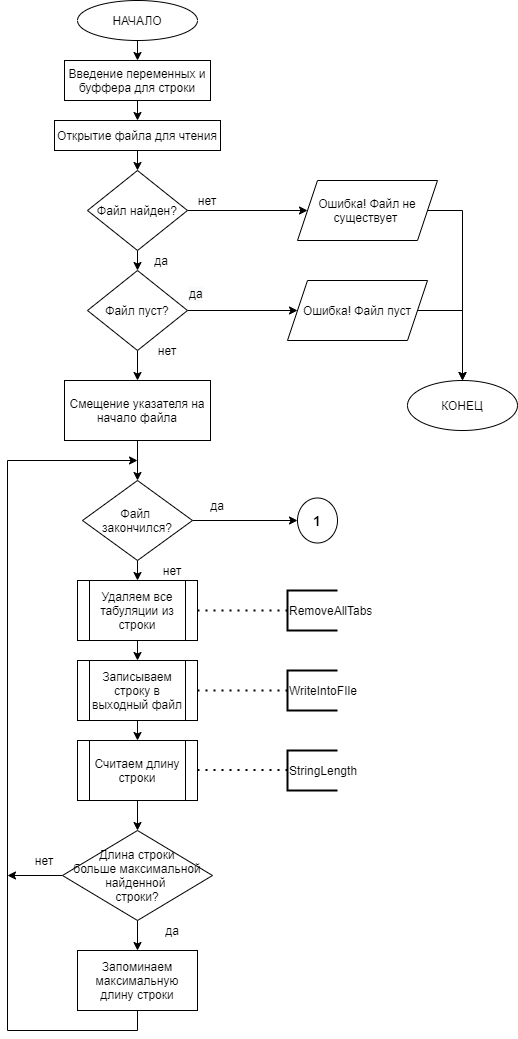 НАЧАЛО
Введение переменных и
буффера для строки
Открытие файла для чтения
Файл найден?
нет
Ошибка! Файл не
существует
да
Файл пуст?
да
Ошибка! Файл пуст
нет
Смещение указателя на
начало файла
КОНЕЦ
Файл
закончился?
да
1
нет
Удаляем все
табуляции из
строки
RemoveAllTabs
Записываем
строку в
выходный файл
WriteIntoFIle
Считаем длину
строки
StringLength
Длина строки
больше максимальной
найденной
строки?
нет
да
Запоминаем
максимальную
длину строки